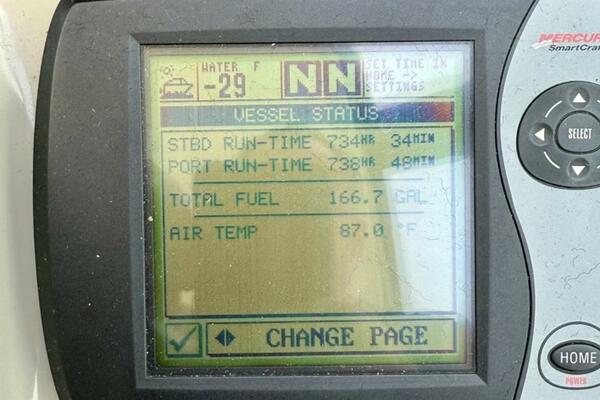 WATER F
-29
N N
SET TIME IN
HOME ->
SETTINGS
VESSEL STATUS
STBD RUN-TIME 734HR 34MIN
PORT RUN-TIME 738HR 48MIN
TOTAL FUEL 166.7 GAL
AIR TEMP 87.0 °F
CHANGE PAGE
MERCURY
SmartCraft
SELECT
HOME
POWER